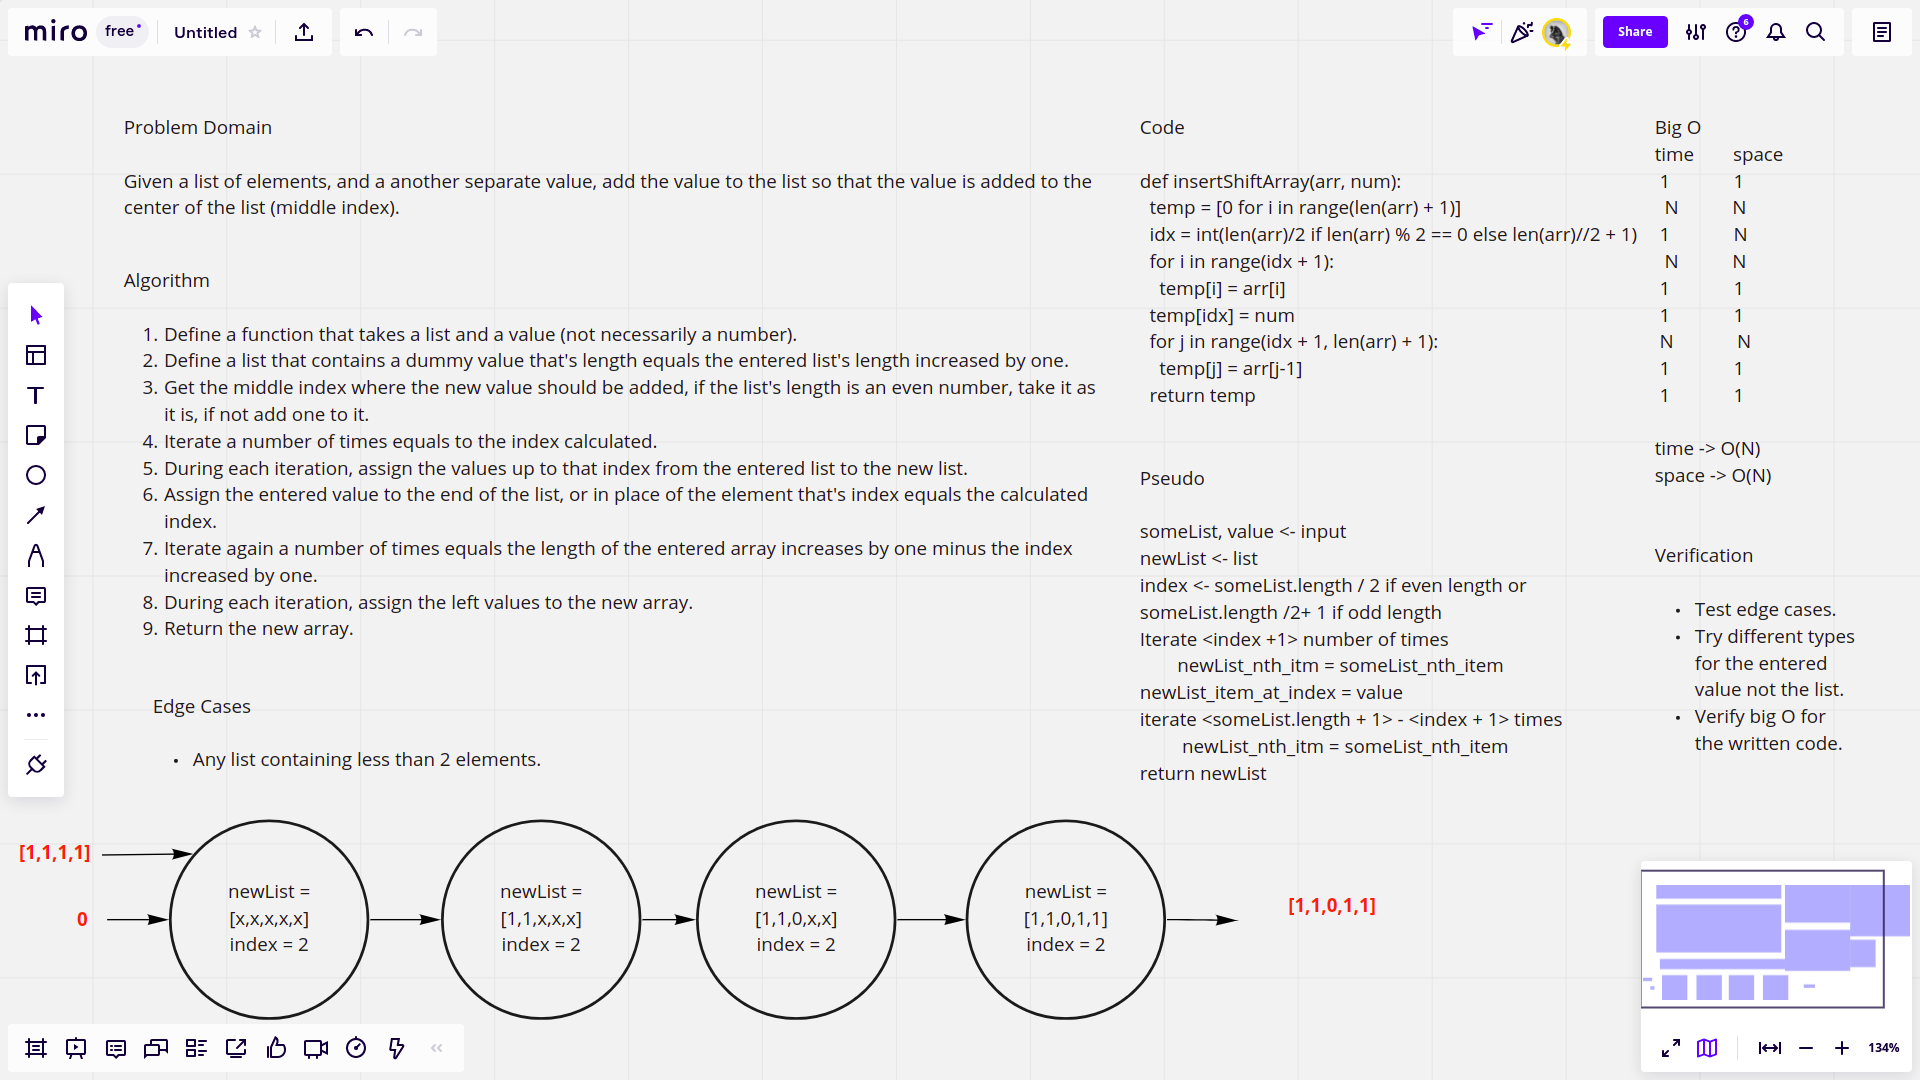 miro free Untitled
Share
6
Problem Domain
Given a list of elements, and a another separate value, add the value to the list so that the value is added to the
center of the list (middle index).
Algorithm
1. Define a function that takes a list and a value (not necessarily a number).
2. Define a list that contains a dummy value that's length equals the entered list's length increased by one.
3. Get the middle index where the new value should be added, if the list's length is an even number, take it as
it is, if not add one to it.
4. Iterate a number of times equals to the index calculated.
5. During each iteration, assign the values up to that index from the entered list to the new list.
6. Assign the entered value to the end of the list, or in place of the element that's index equals the calculated
index.
7. Iterate again a number of times equals the length of the entered array increases by one minus the index
increased by one.
8. During each iteration, assign the left values to the new array.
9. Return the new array.
Edge Cases
• Any list containing less than 2 elements.
Code
def insertShiftArray(arr, num):
temp = [0 for i in range(len(arr) + 1)]
idx = int(len(arr)/2 if len(arr) % 2 == 0 else len(arr)//2 + 1)
for i in range(idx + 1):
temp[i] = arr[i]
temp[idx] = num
for j in range(idx + 1, len(arr) + 1):
temp[j] = arr[j-1]
return temp
Pseudo
someList, value <- input
newList <- list
index <- someList.length / 2 if even length or
someList.length /2+ 1 if odd length
Iterate <index +1> number of times
newList_nth_itm = someList_nth_item
newList_item_at_index = value
iterate <someList.length + 1> - <index + 1> times
newList_nth_itm = someList_nth_item
return newList
Big O
time space
1 1
N N
1 N
N N
1 1
1 1
N N
1 1
1 1
time -> O(N)
space -> O(N)
Verification
• Test edge cases.
• Try different types
for the entered
value not the list.
• Verify big O for
the written code.
[1,1,1,1]
0
newList =
[x,x,x,x,x]
index = 2
newList =
[1,1,x,x,x]
index = 2
newList =
[1,1,0,x,x]
index = 2
newList =
[1,1,0,1,1]
index = 2
[1,1,0,1,1]
134%